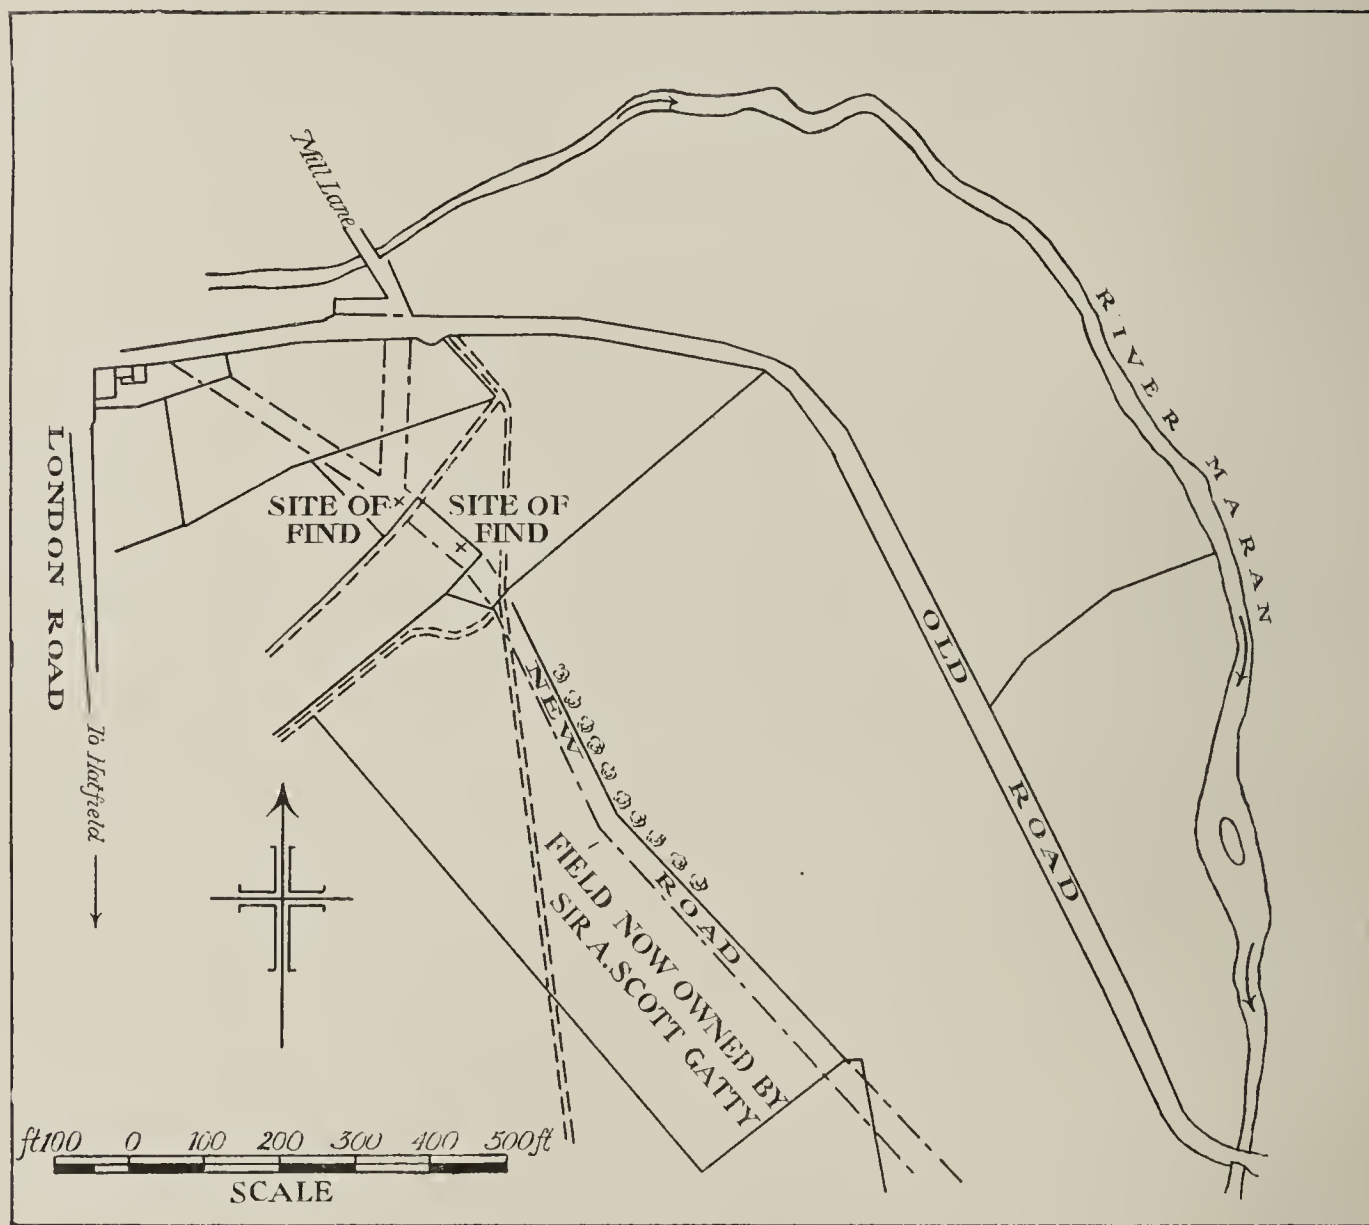 Mill Lane
RIVER MARAN
LONDON ROAD
SITE OF
FIND
SITE OF
FIND
OLD ROAD
NEW ROAD
To Hatfield
FIELD NOW OWNED BY
SIR A. SCOTT GATTY
ft100 0 100 200 300 400 500ft
SCALE